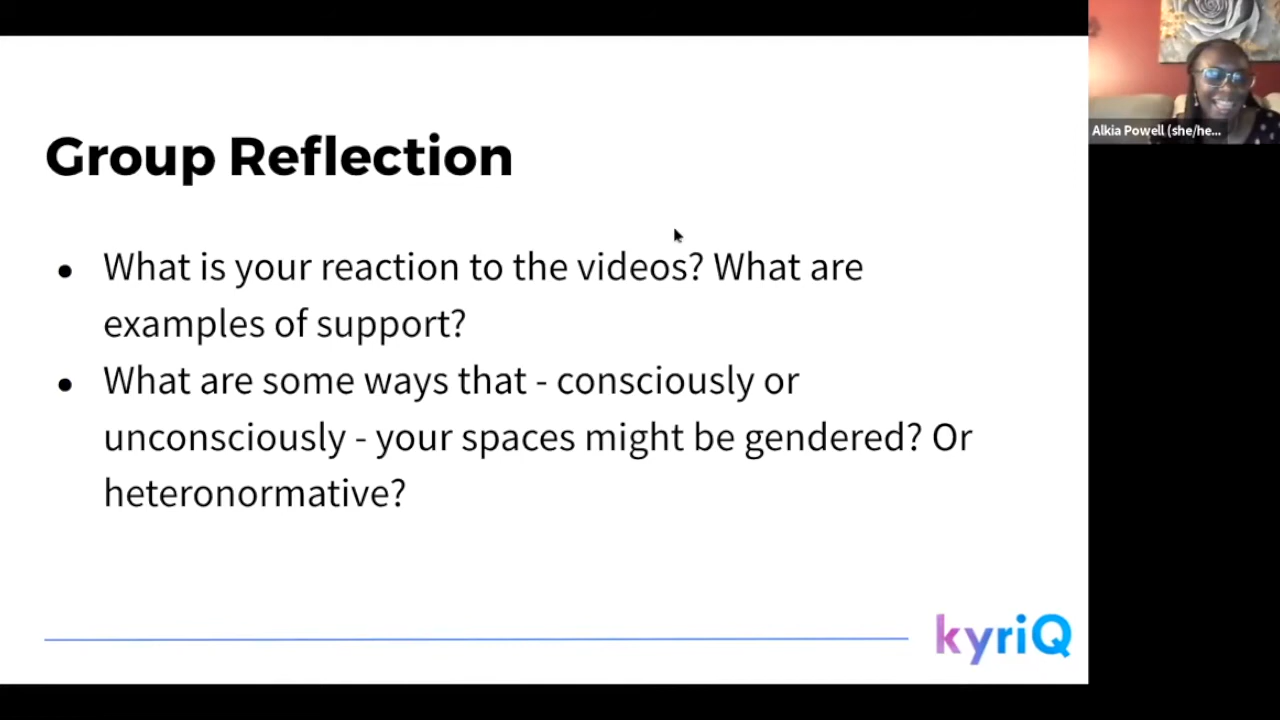 Group Reflection
● What is your reaction to the videos? What are
examples of support?
● What are some ways that - consciously or
unconsciously - your spaces might be gendered? Or
heteronormative?
kyriQ
Alkia Powell (she/he...